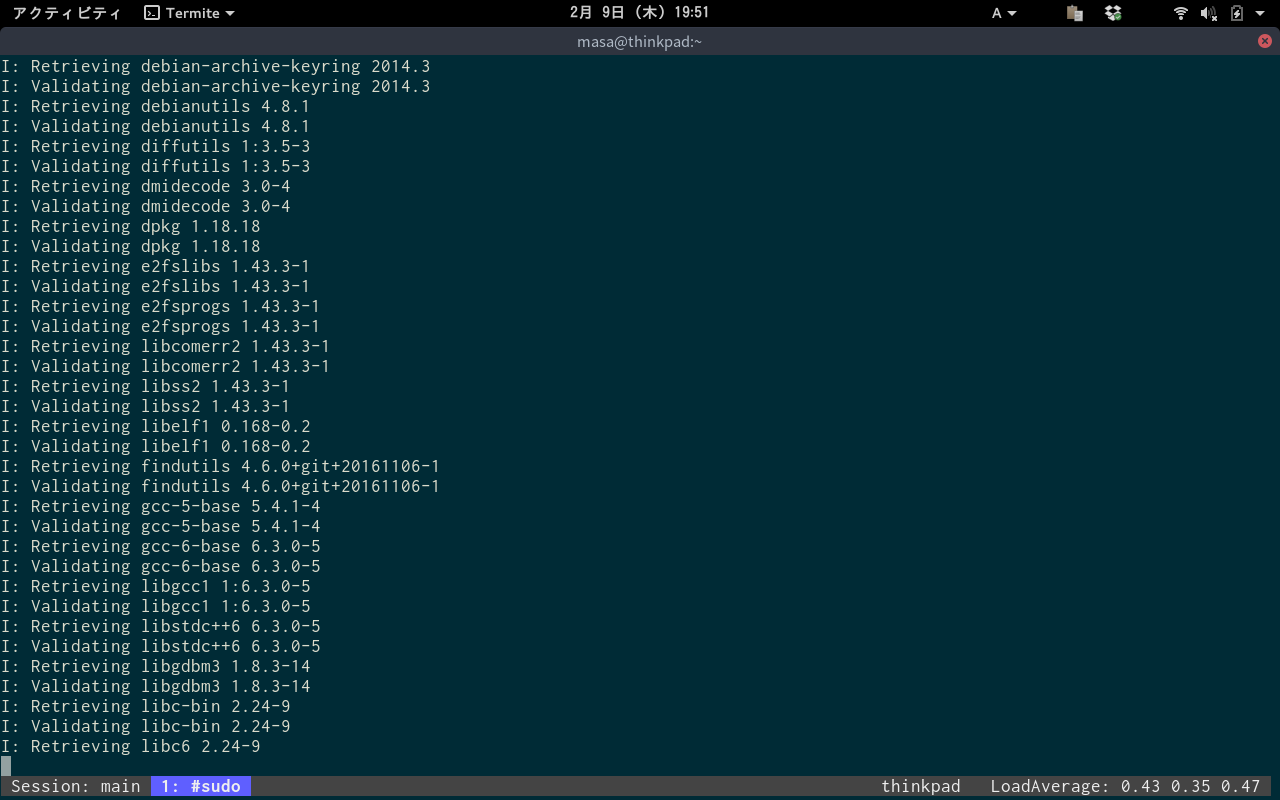 アクティビティ Termite 2月 9日 (木) 19:51 A
masa@thinkpad:~
I: Retrieving debian-archive-keyring 2014.3
I: Validating debian-archive-keyring 2014.3
I: Retrieving debianutils 4.8.1
I: Validating debianutils 4.8.1
I: Retrieving diffutils 1:3.5-3
I: Validating diffutils 1:3.5-3
I: Retrieving dmidecode 3.0-4
I: Validating dmidecode 3.0-4
I: Retrieving dpkg 1.18.18
I: Validating dpkg 1.18.18
I: Retrieving e2fslibs 1.43.3-1
I: Validating e2fslibs 1.43.3-1
I: Retrieving e2fsprogs 1.43.3-1
I: Validating e2fsprogs 1.43.3-1
I: Retrieving libcomerr2 1.43.3-1
I: Validating libcomerr2 1.43.3-1
I: Retrieving libss2 1.43.3-1
I: Validating libss2 1.43.3-1
I: Retrieving libelf1 0.168-0.2
I: Validating libelf1 0.168-0.2
I: Retrieving findutils 4.6.0+git+20161106-1
I: Validating findutils 4.6.0+git+20161106-1
I: Retrieving gcc-5-base 5.4.1-4
I: Validating gcc-5-base 5.4.1-4
I: Retrieving gcc-6-base 6.3.0-5
I: Validating gcc-6-base 6.3.0-5
I: Retrieving libgcc1 1:6.3.0-5
I: Validating libgcc1 1:6.3.0-5
I: Retrieving libstdc++6 6.3.0-5
I: Validating libstdc++6 6.3.0-5
I: Retrieving libgdbm3 1.8.3-14
I: Validating libgdbm3 1.8.3-14
I: Retrieving libc-bin 2.24-9
I: Validating libc-bin 2.24-9
I: Retrieving libc6 2.24-9
Session: main 1: #sudo thinkpad LoadAverage: 0.43 0.35 0.47